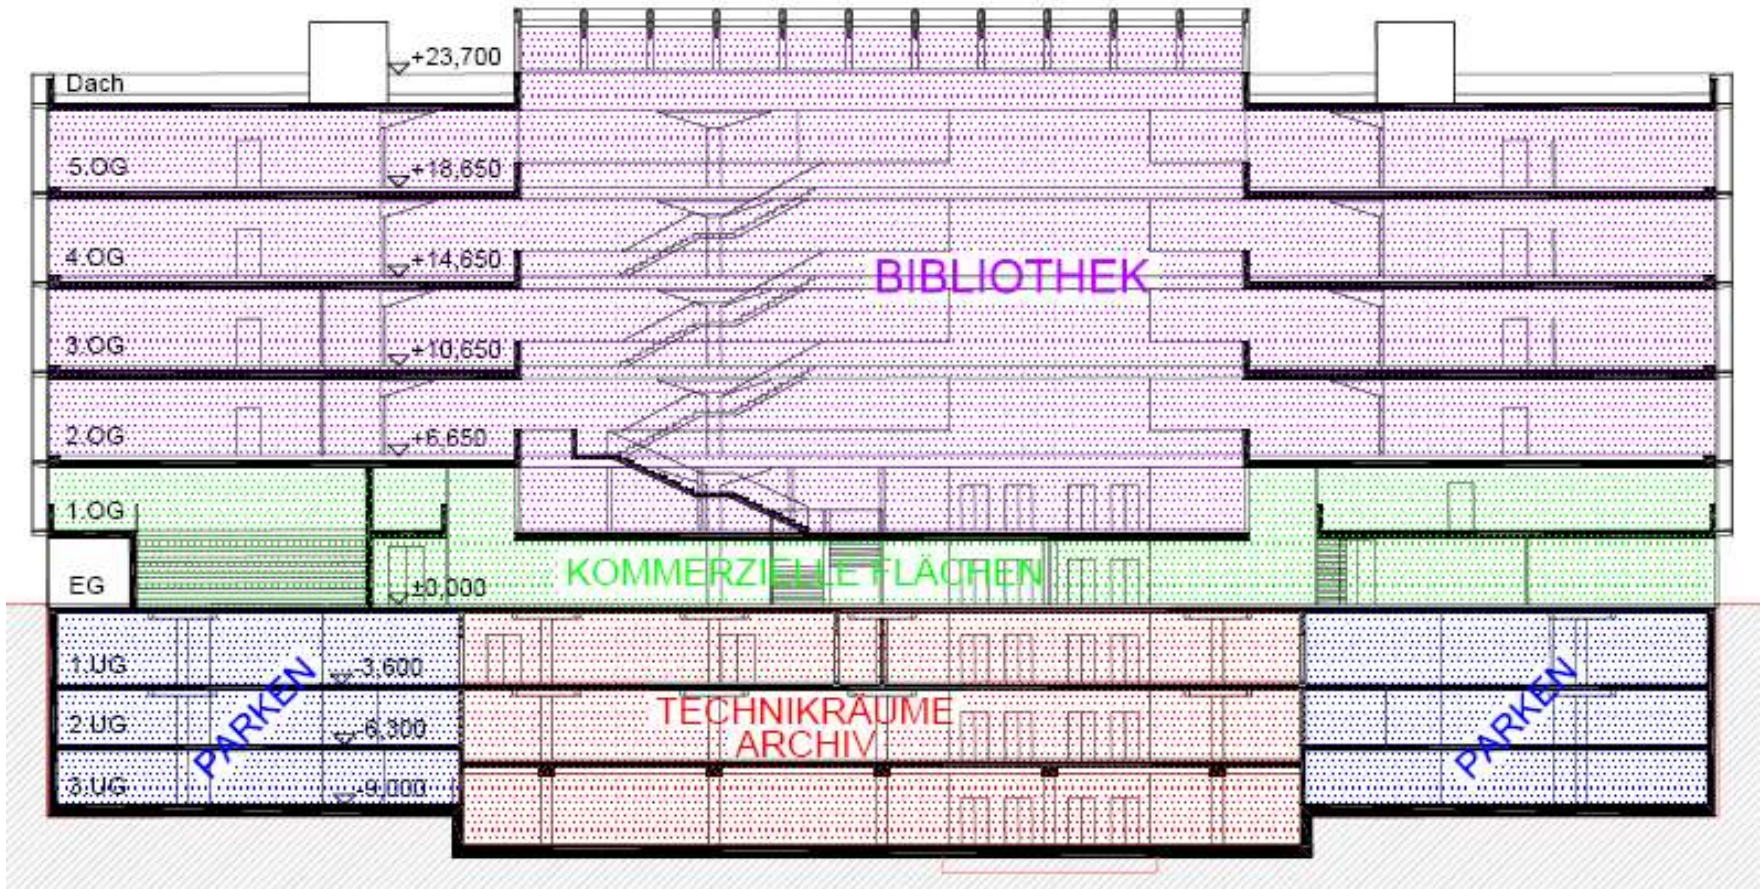 +23,700
Dach
5.OG
+18,650
4.OG
+14,650
BIBLIOTHEK
3.OG
+10,650
2.OG
+6,650
1.OG
EG
±0,000
KOMMERZIELLE FLÄCHEN
1.UG
-3,600
PARKEN
PARKEN
2.UG
-6,300
TECHNIKRÄUME
ARCHIV
3.UG
-9,000